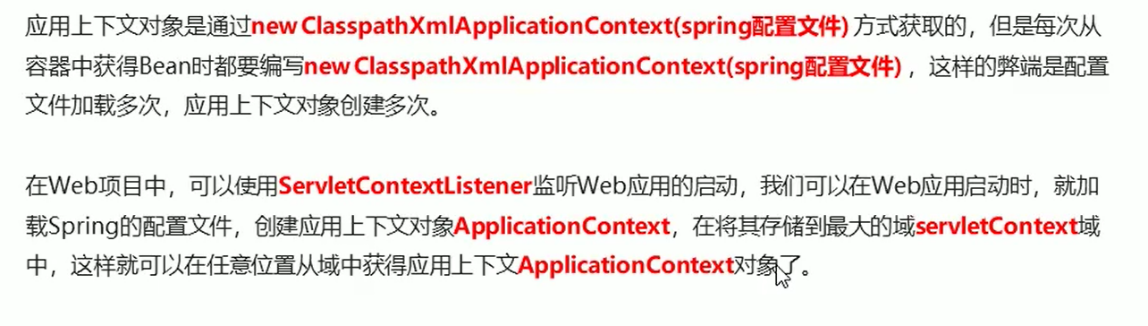 应用上下文对象是通过new ClasspathXmlApplicationContext(spring配置文件) 方式获取的，但是每次从
容器中获得Bean时都要编写new ClasspathXmlApplicationContext(spring配置文件) ，这样的弊端是配置
文件加载多次，应用上下文对象创建多次。
在Web项目中，可以使用ServletContextListener监听Web应用的启动，我们可以在Web应用启动时，就加
载Spring的配置文件，创建应用上下文对象ApplicationContext，在将其存储到最大的域servletContext域
中，这样就可以在任意位置从域中获得应用上下文ApplicationContext对象了。